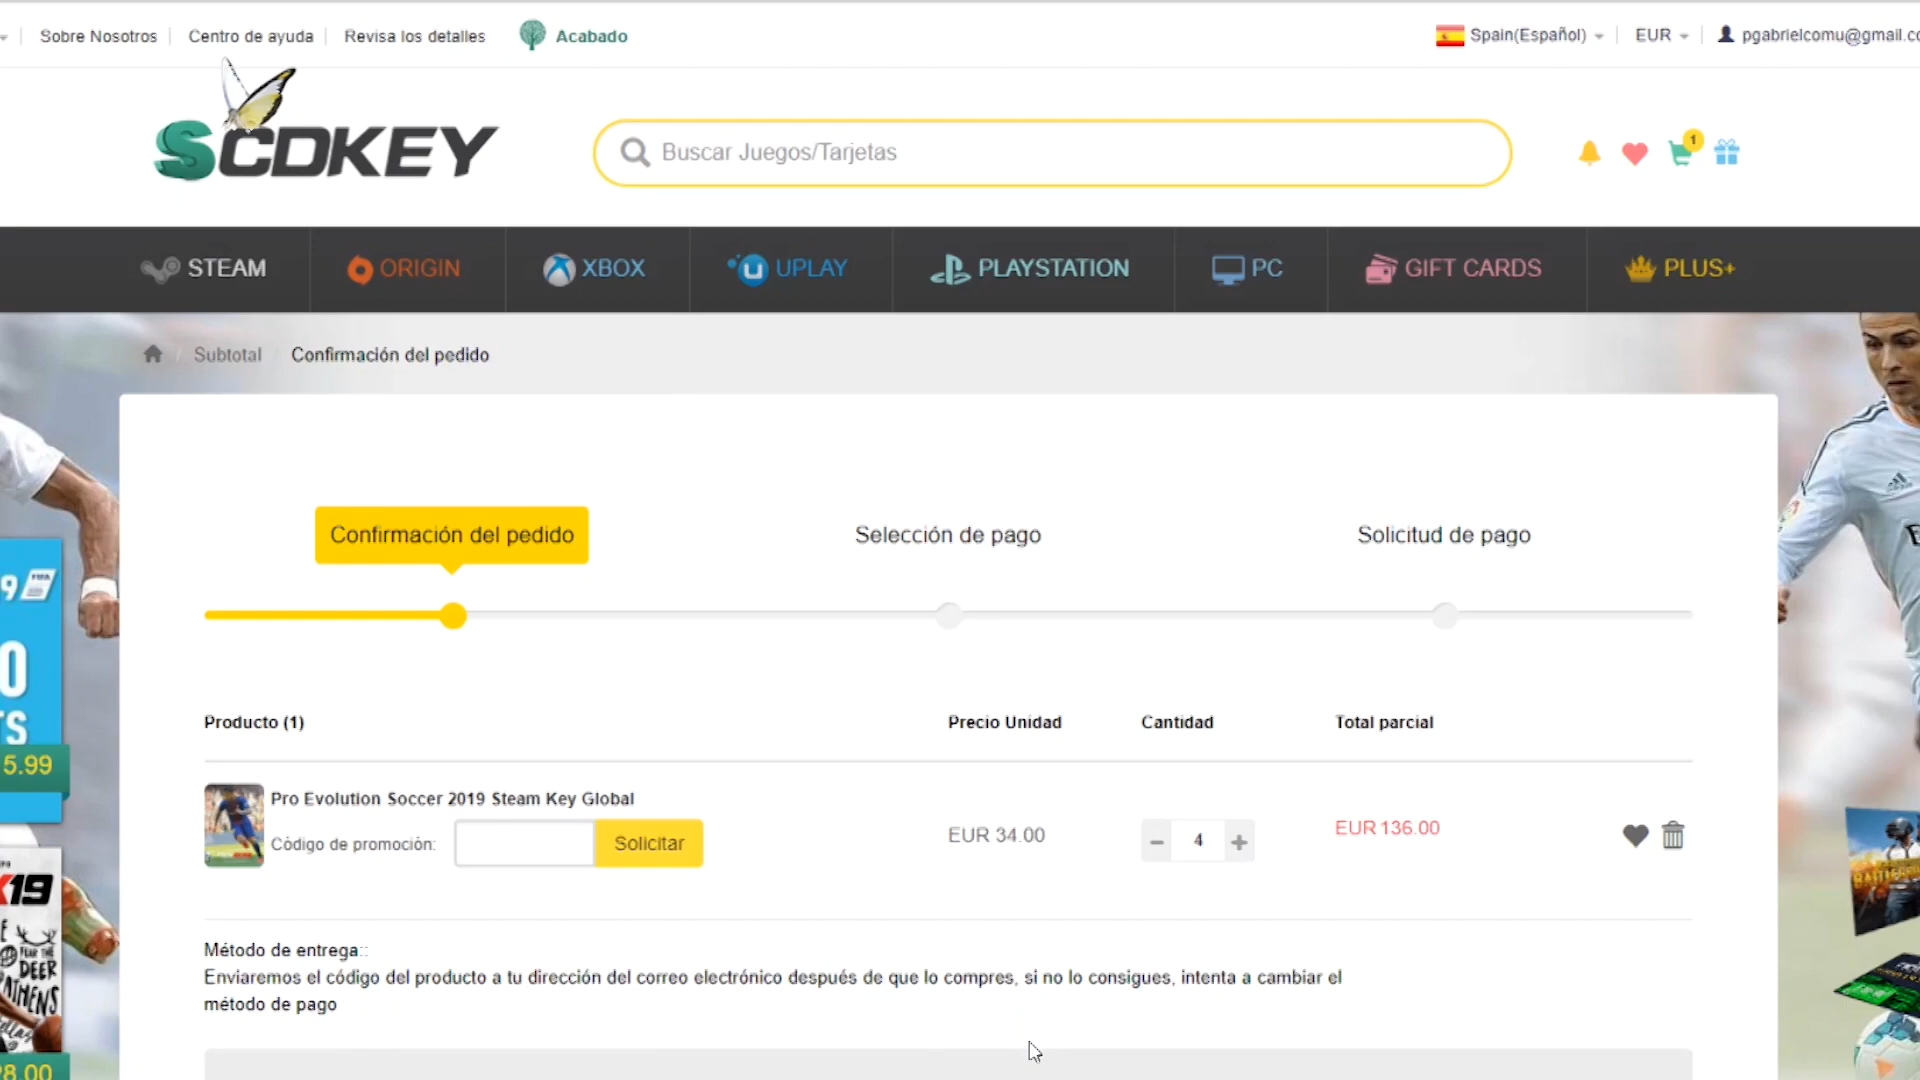 Sobre Nosotros
Centro de ayuda
Revisa los detalles
Acabado
Spain(Español)
EUR
SCDKEY
Buscar Juegos/Tarjetas
1
STEAM
ORIGIN
XBOX
UPLAY
PLAYSTATION
PC
GIFT CARDS
PLUS+
Subtotal
Confirmación del pedido
Confirmación del pedido
Selección de pago
Solicitud de pago
Producto (1)
Precio Unidad
Cantidad
Total parcial
Pro Evolution Soccer 2019 Steam Key Global
Código de promoción:
Solicitar
EUR 34.00
4
EUR 136.00
Método de entrega::
Enviaremos el código del producto a tu dirección del correo electrónico después de que lo compres, si no lo consigues, intenta a cambiar el
método de pago
5.99
19
FEAR THE
DEER